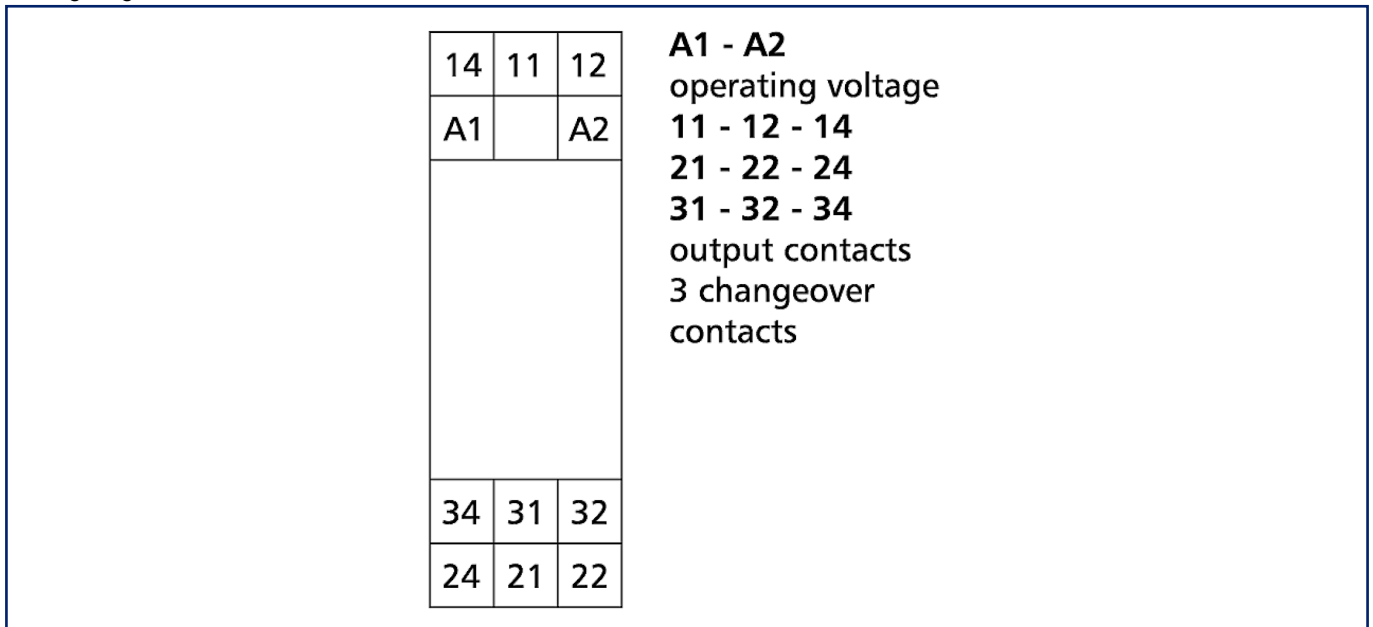 14 11 12
A1 A2
34 31 32
24 21 22
A1 - A2
operating voltage
11 - 12 - 14
21 - 22 - 24
31 - 32 - 34
output contacts
3 changeover
contacts